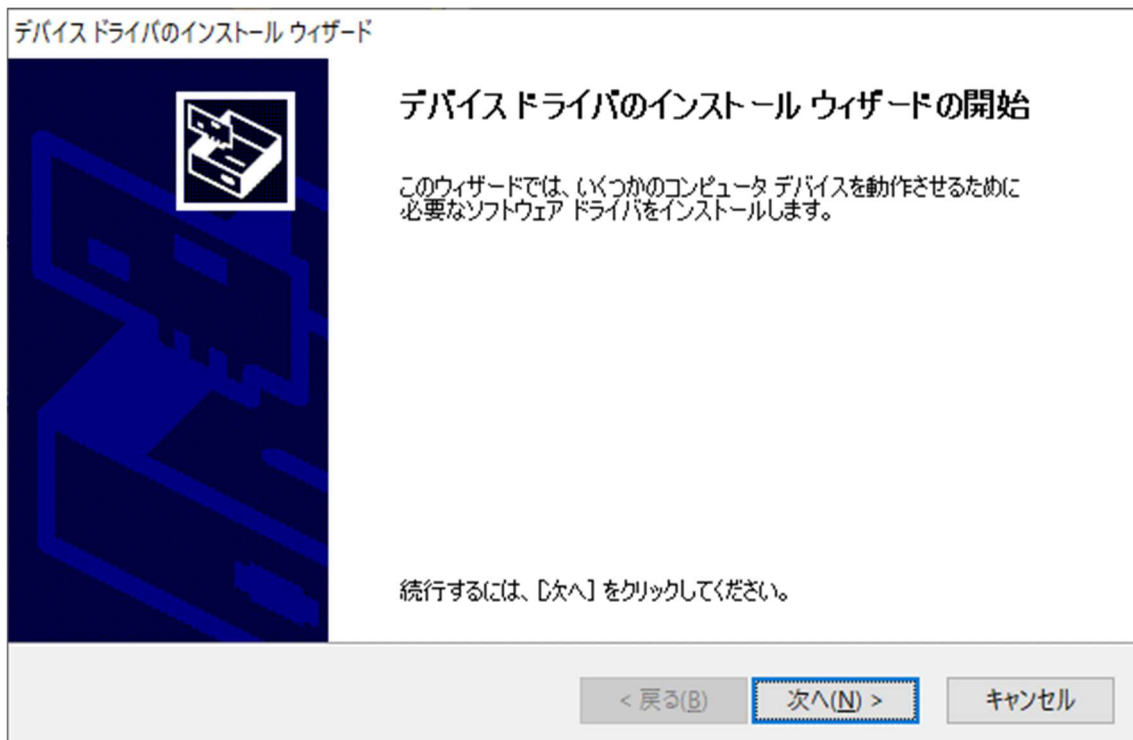 デバイス ドライバのインストール ウィザード
デバイス ドライバのインストール ウィザードの開始
このウィザードでは、いくつかのコンピュータ デバイスを動作させるために
必要なソフトウェア ドライバをインストールします。
続行するには、[次へ] をクリックしてください。
< 戻る(B) 次へ(N) > キャンセル